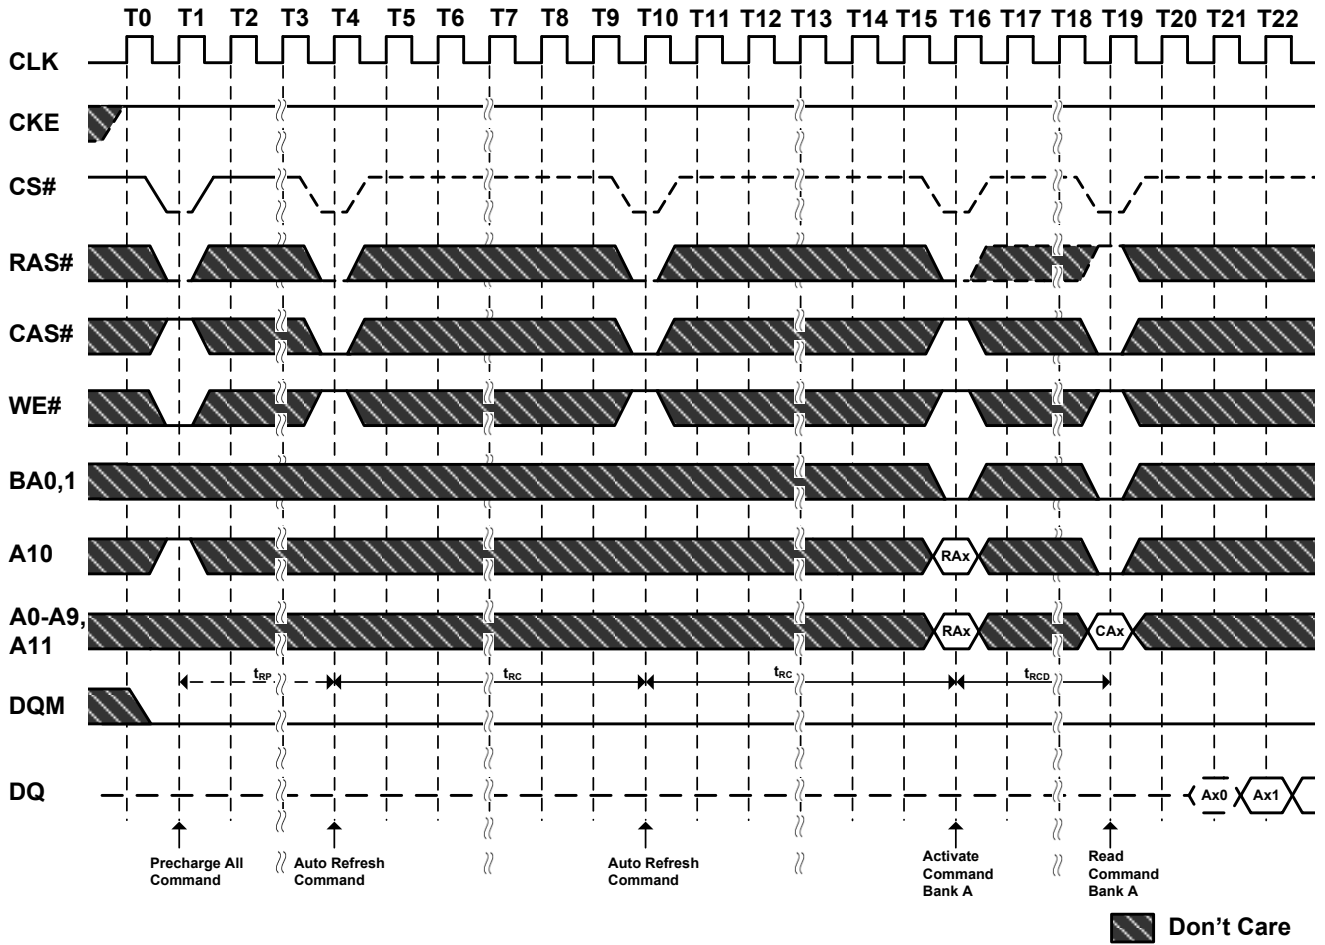 T0 T1 T2 T3 T4 T5 T6 T7 T8 T9 T10 T11 T12 T13 T14 T15 T16 T17 T18 T19 T20 T21 T22
CLK
CKE
CS#
RAS#
CAS#
WE#
BA0,1
A10
RAx
A0-A9,
A11
RAx CAx
tRP tRC tRC tRCD
DQM
DQ
Ax0 Ax1
Precharge All
Command
Auto Refresh
Command
Auto Refresh
Command
Activate
Command
Bank A
Read
Command
Bank A
Don't Care